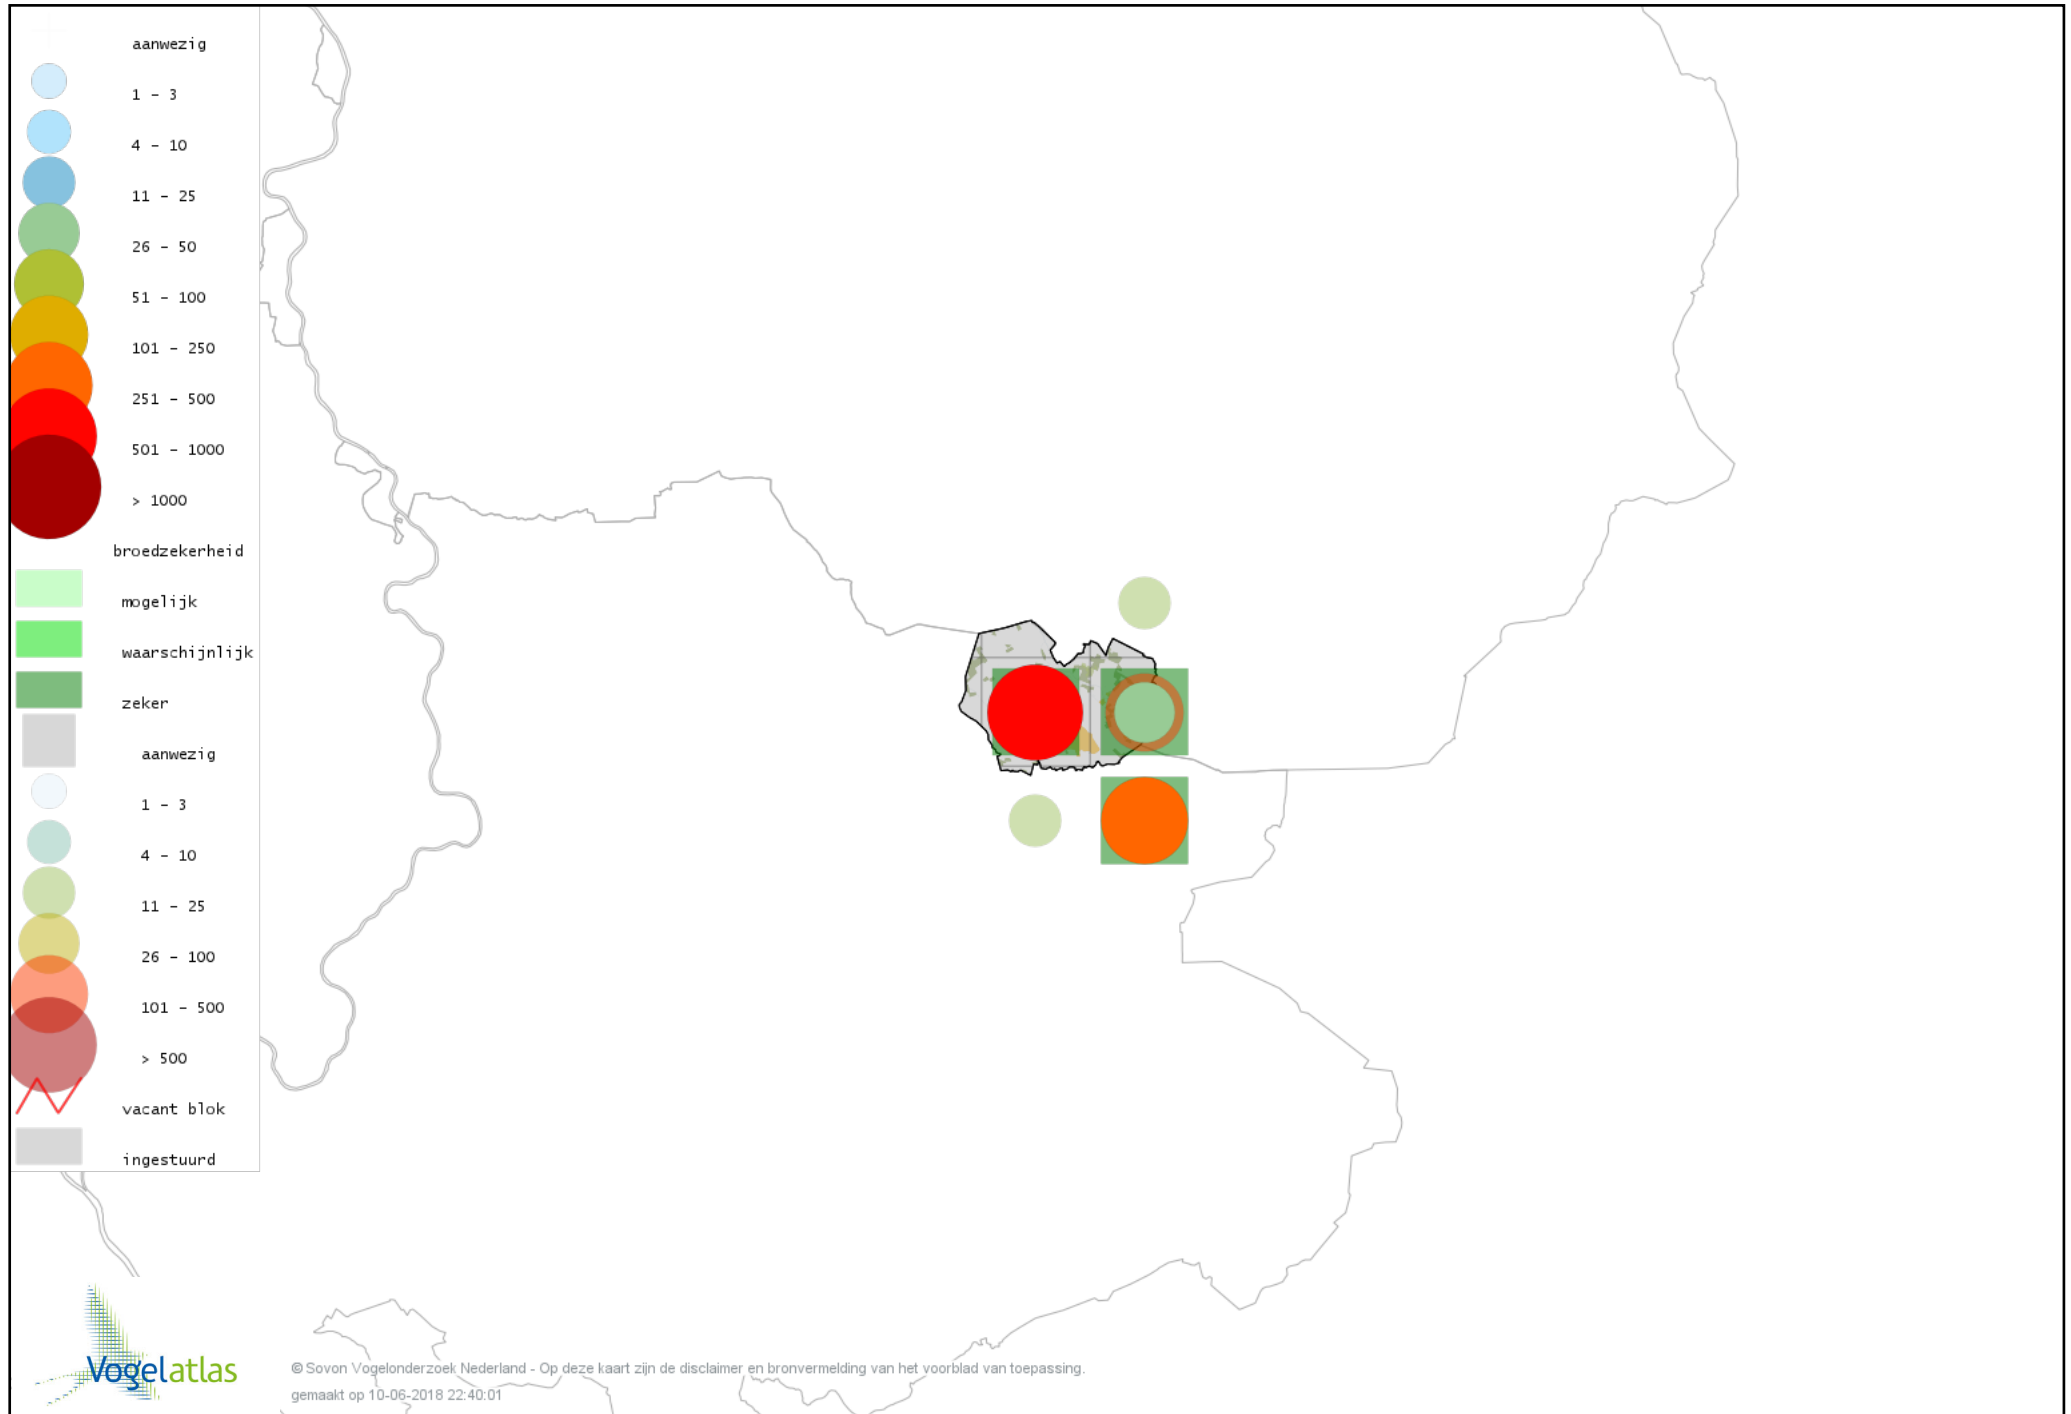 aanwezig
1 - 3
4 - 10
11 - 25
26 - 50
51 - 100
101 - 250
251 - 500
501 - 1000
> 1000
broedzekerheid
mogelijk
waarschijnlijk
zeker
aanwezig
1 - 3
4 - 10
11 - 25
26 - 100
101 - 500
> 500
vacant blok
ingestuurd
Vogelatlas
© Sovon Vogelonderzoek Nederland - Op deze kaart zijn de disclaimer en bronvermelding van het voorblad van toepassing.
gemaakt op 10-06-2018 22:40:01